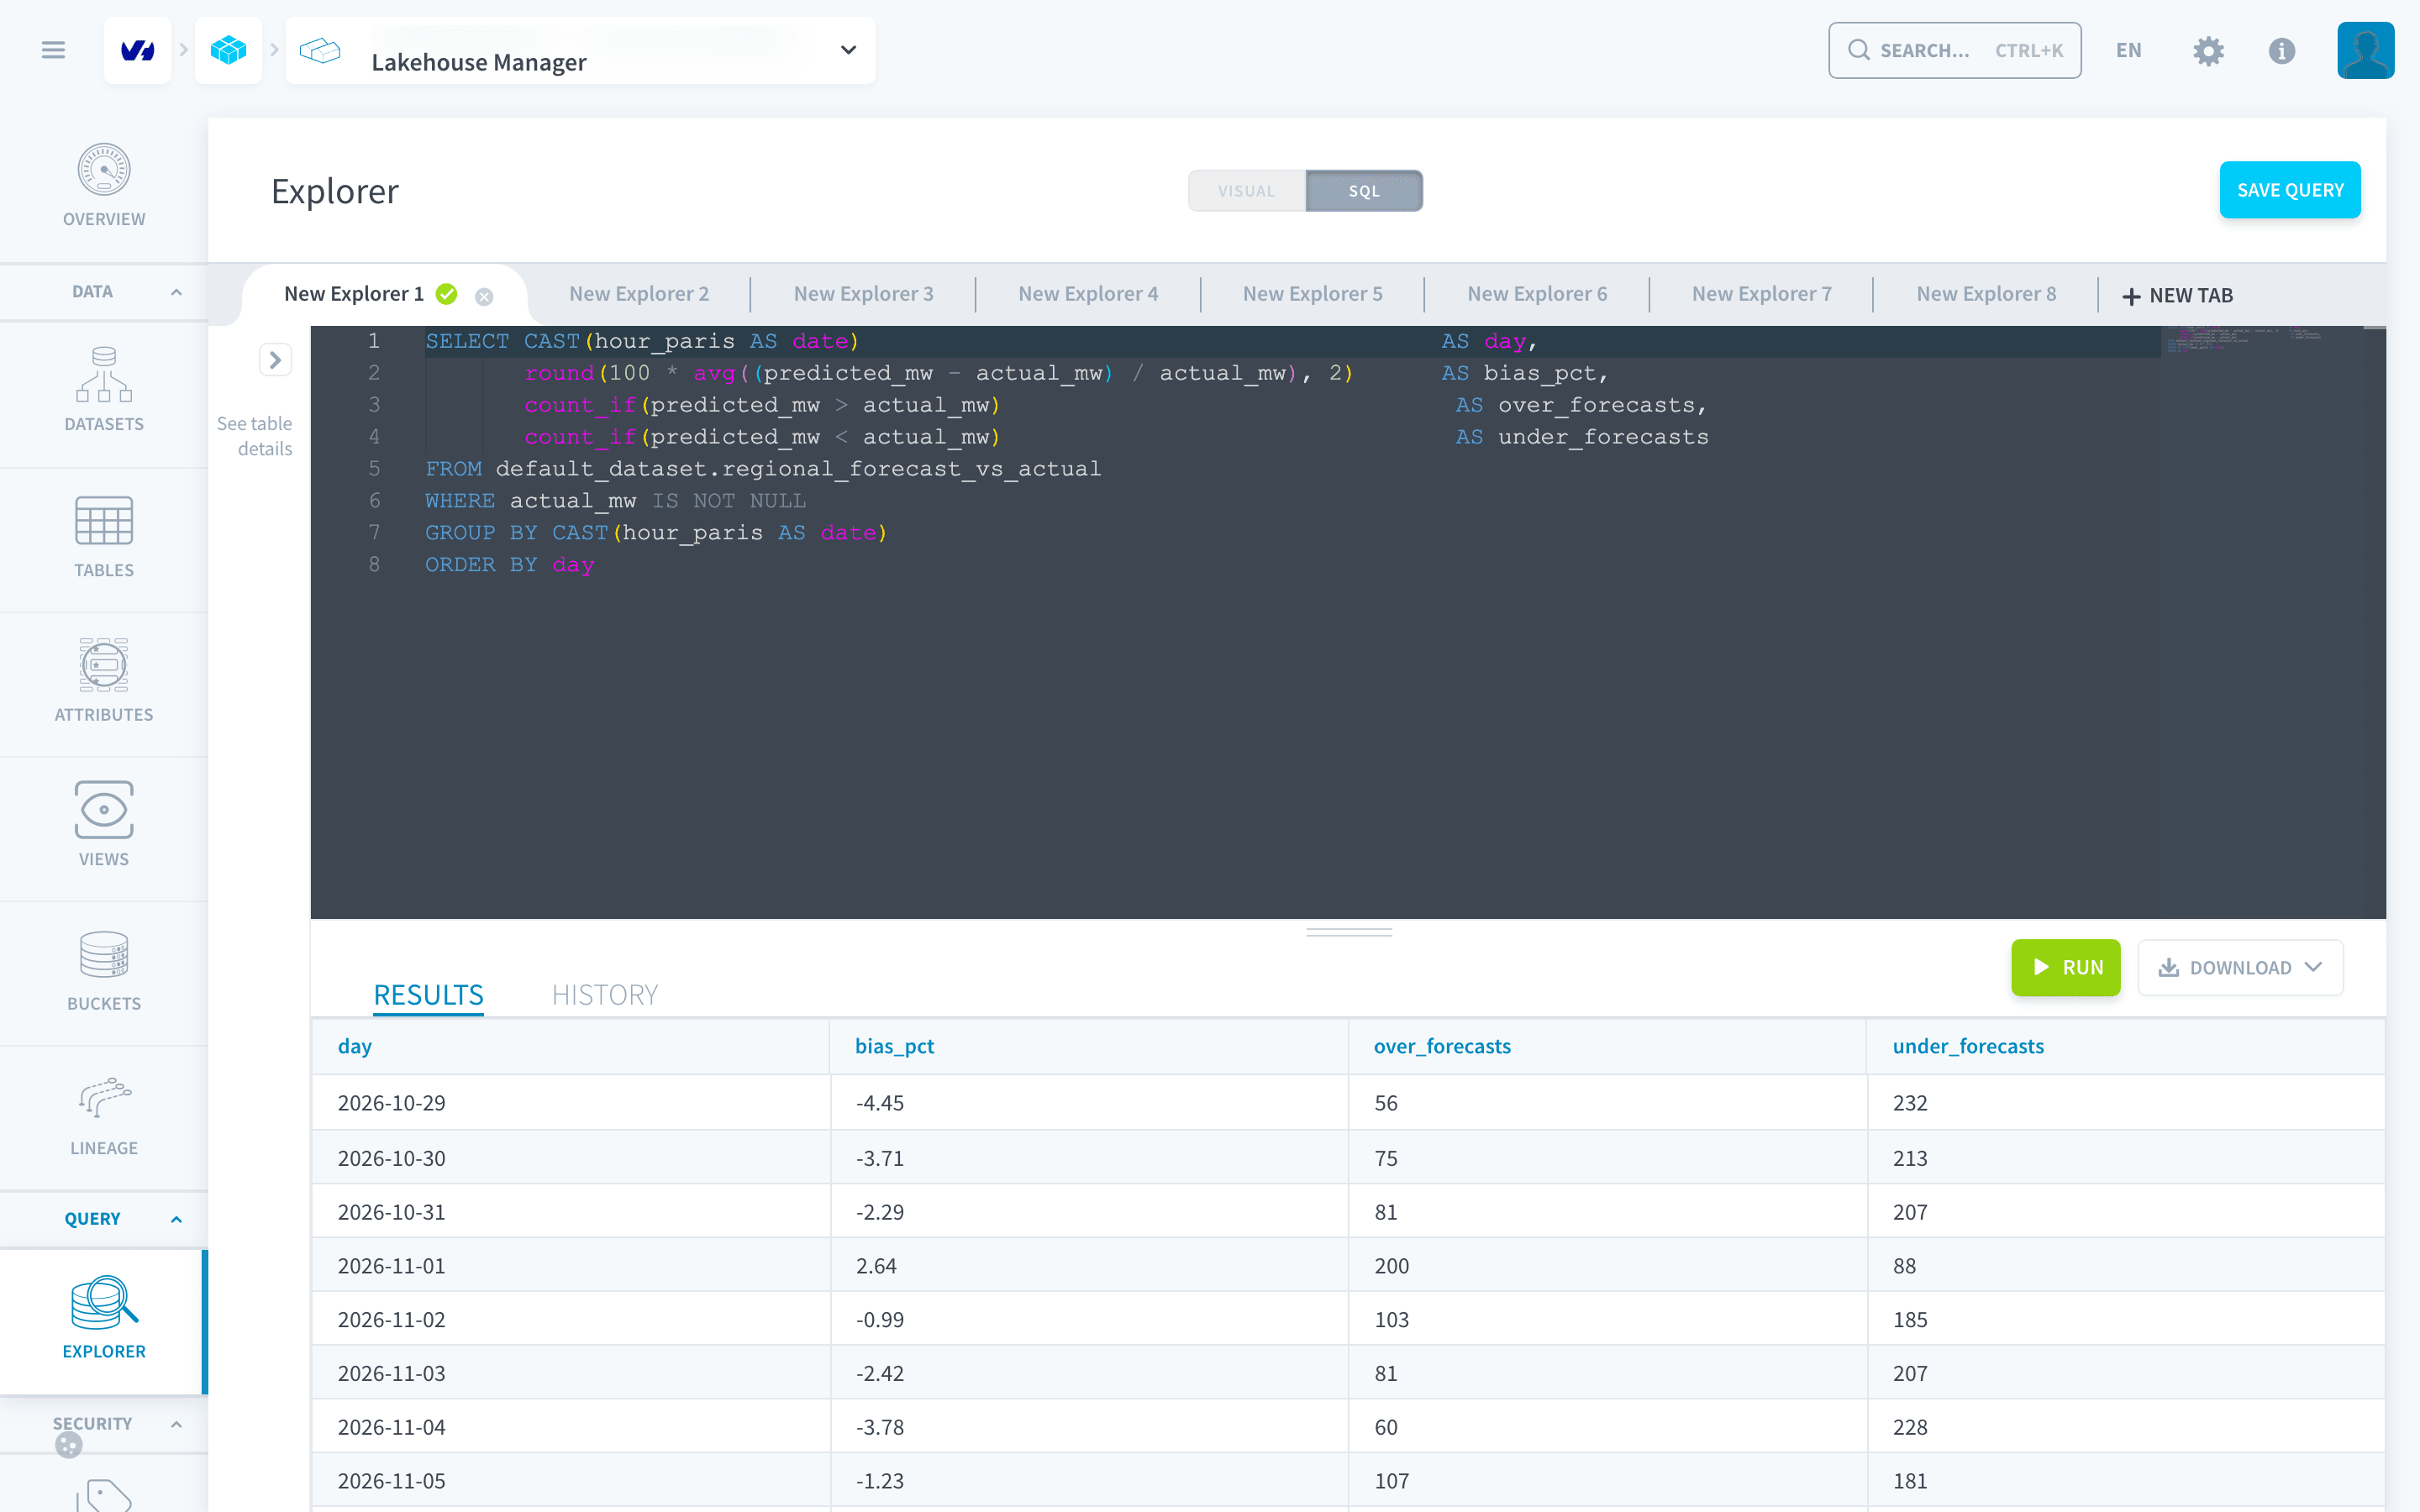 Lakehouse Manager
SEARCH... CTRL+K
EN
OVERVIEW
DATA
DATASETS
TABLES
ATTRIBUTES
VIEWS
BUCKETS
LINEAGE
QUERY
EXPLORER
SECURITY
Explorer
VISUAL SQL
SAVE QUERY
New Explorer 1 New Explorer 2 New Explorer 3 New Explorer 4 New Explorer 5 New Explorer 6 New Explorer 7 New Explorer 8 + NEW TAB
See table
details
1 SELECT CAST(hour_paris AS date) AS day,
2 round(100 * avg((predicted_mw - actual_mw) / actual_mw), 2) AS bias_pct,
3 count_if(predicted_mw > actual_mw) AS over_forecasts,
4 count_if(predicted_mw < actual_mw) AS under_forecasts
5 FROM default_dataset.regional_forecast_vs_actual
6 WHERE actual_mw IS NOT NULL
7 GROUP BY CAST(hour_paris AS date)
8 ORDER BY day
RUN
DOWNLOAD
RESULTS HISTORY
day bias_pct over_forecasts under_forecasts
2026-10-29 -4.45 56 232
2026-10-30 -3.71 75 213
2026-10-31 -2.29 81 207
2026-11-01 2.64 200 88
2026-11-02 -0.99 103 185
2026-11-03 -2.42 81 207
2026-11-04 -3.78 60 228
2026-11-05 -1.23 107 181